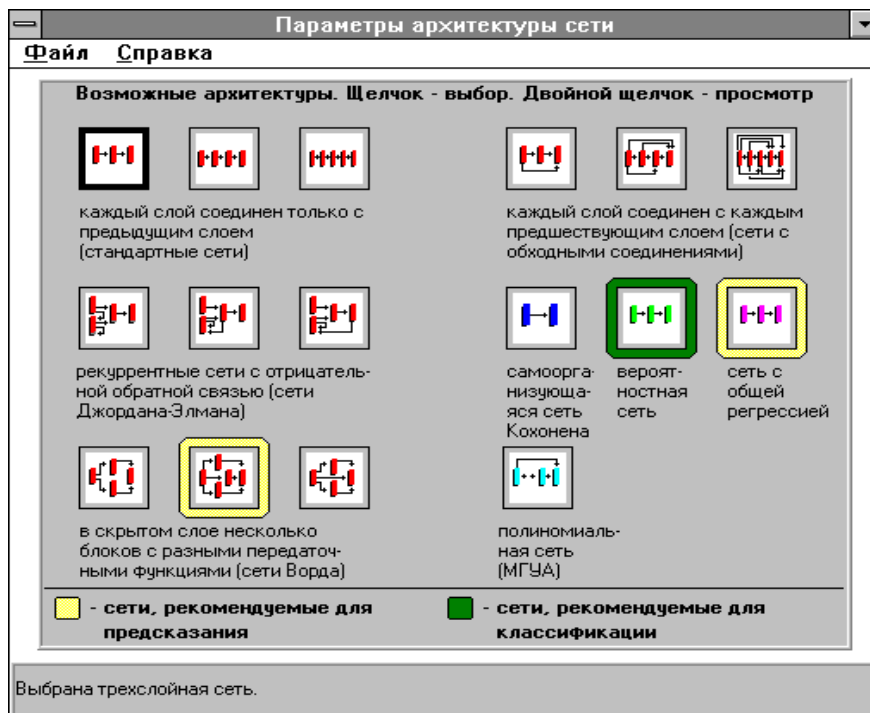 Параметры архитектуры сети
Файл Справка
Возможные архитектуры. Щелчок - выбор. Двойной щелчок - просмотр
каждый слой соединен только с
предыдущим слоем
(стандартные сети)
каждый слой соединен с каждым
предшествующим слоем (сети с
обходными соединениями)
рекуррентные сети с отрицатель-
ной обратной связью (сети
Джордана-Элмана)
самоорга-
низующа-
яся сеть
Кохонена
вероят-
ностная
сеть
сеть с
общей
регрессией
в скрытом слое несколько
блоков с разными передаточ-
ными функциями (сети Ворда)
полиномиаль-
ная сеть
(МГУА)
- сети, рекомендуемые для
предсказания
- сети, рекомендуемые для
классификации
Выбрана трехслойная сеть.